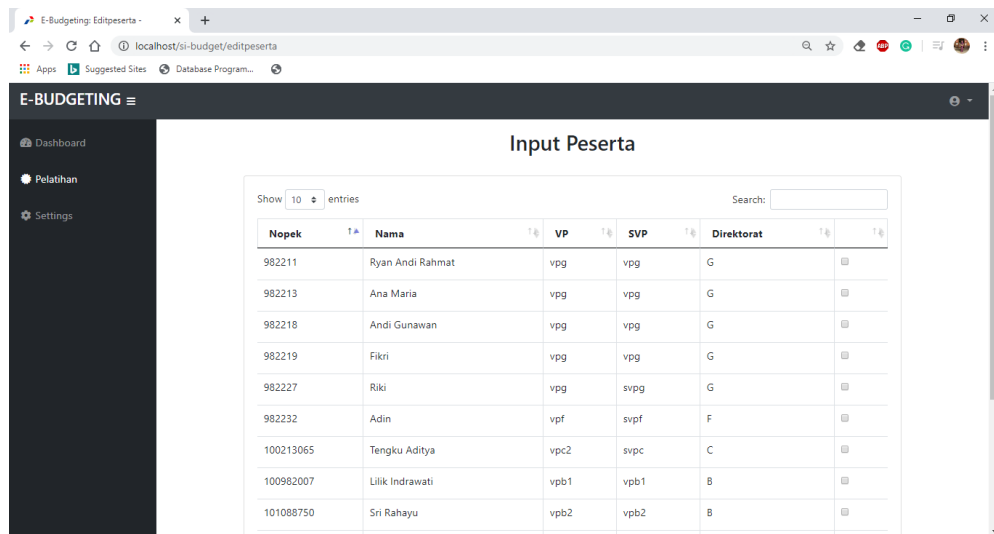 E-Budgeting: Editpeserta -
localhost/si-budget/editpeserta
ABP G
Apps b Suggested Sites Database Program...
E-BUDGETING
Dashboard
Pelatihan
Settings
Input Peserta
Show 10 entries Search:
Nopek Nama VP SVP Direktorat
982211 Ryan Andi Rahmat vpg vpg G
982213 Ana Maria vpg vpg G
982218 Andi Gunawan vpg vpg G
982219 Fikri vpg vpg G
982227 Riki vpg svpg G
982232 Adin vpf svpf F
100213065 Tengku Aditya vpc2 svpc C
100982007 Lilik Indrawati vpb1 vpb1 B
101088750 Sri Rahayu vpb2 vpb2 B